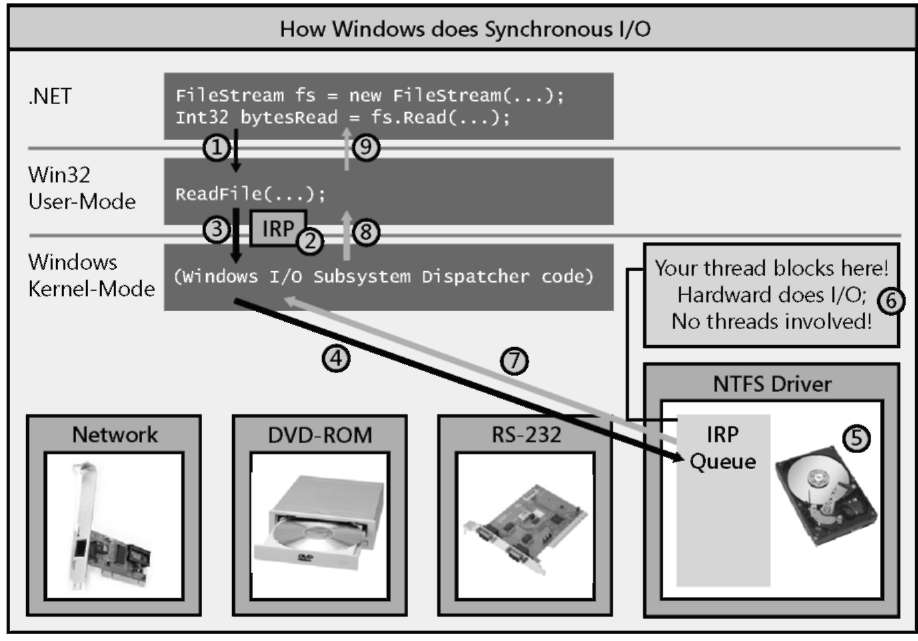 How Windows does Synchronous I/O
.NET
FileStream fs = new FileStream(...);
Int32 bytesRead = fs.Read(...);
1
9
Win32
User-Mode
ReadFile(...);
3
IRP
2
8
Windows
Kernel-Mode
(Windows I/O Subsystem Dispatcher code)
Your thread blocks here!
Hardward does I/O;
No threads involved!
6
4
7
NTFS Driver
Network
DVD-ROM
RS-232
IRP
Queue
5
DVD